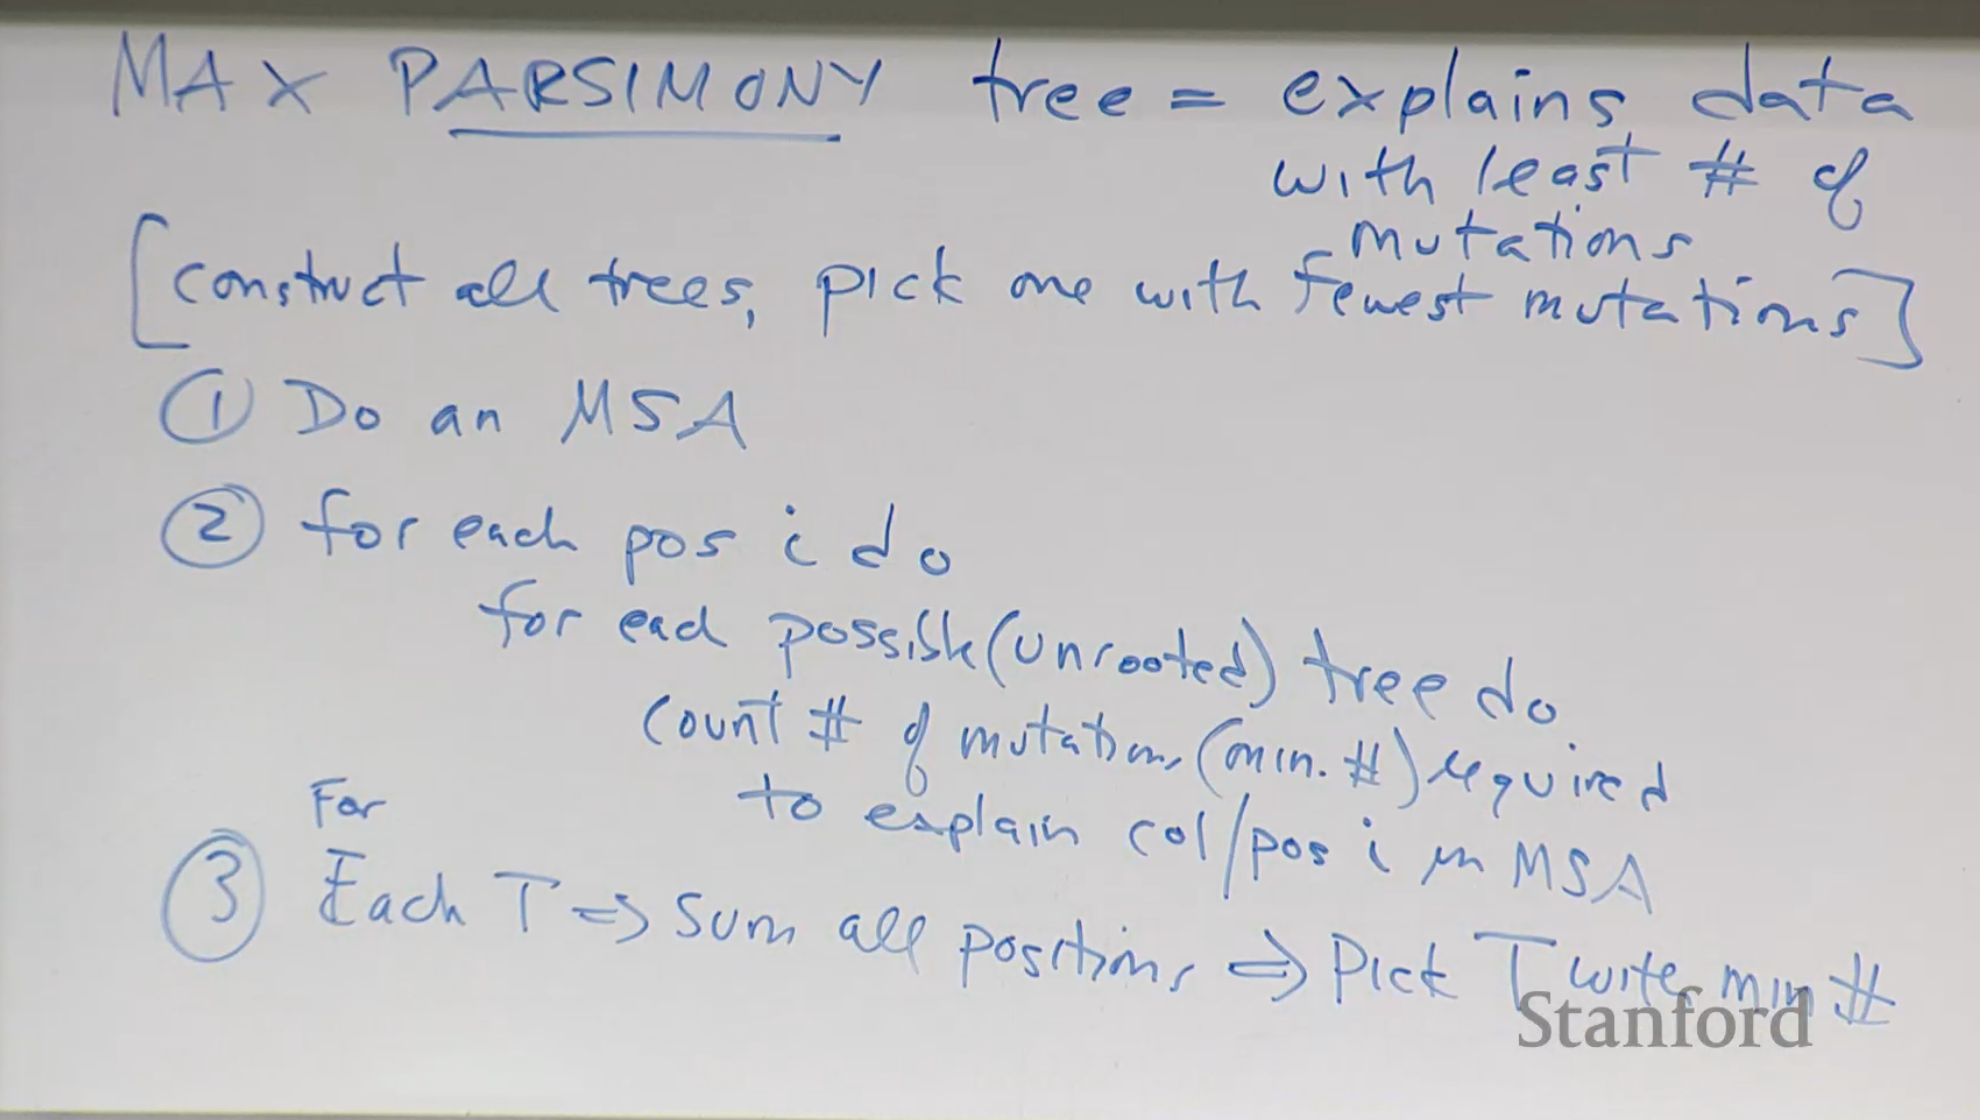 MAX PARSIMONY tree = explains data
with least # of
mutations
[construct all trees, pick one with fewest mutations]
① Do an MSA
② for each pos i do
for each possible (unrooted) tree do
count # of mutations (min. #) required
to explain col/pos i in MSA
For
③ Each T ⇒ sum all positions ⇒ Pick T with min #
Stanford